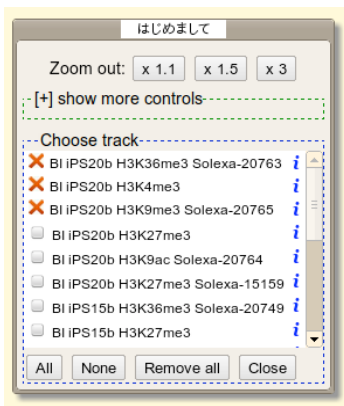 はじめまして
Zoom out: x 1.1 x 1.5 x 3
[+] show more controls
Choose track
BI iPS20b H3K36me3 Solexa-20763 i
BI iPS20b H3K4me3 i
BI iPS20b H3K9me3 Solexa-20765 i
BI iPS20b H3K27me3 i
BI iPS20b H3K9ac Solexa-20764 i
BI iPS20b H3K27me3 Solexa-15159 i
BI iPS15b H3K36me3 Solexa-20749 i
BI iPS15b H3K27me3 i
All None Remove all Close